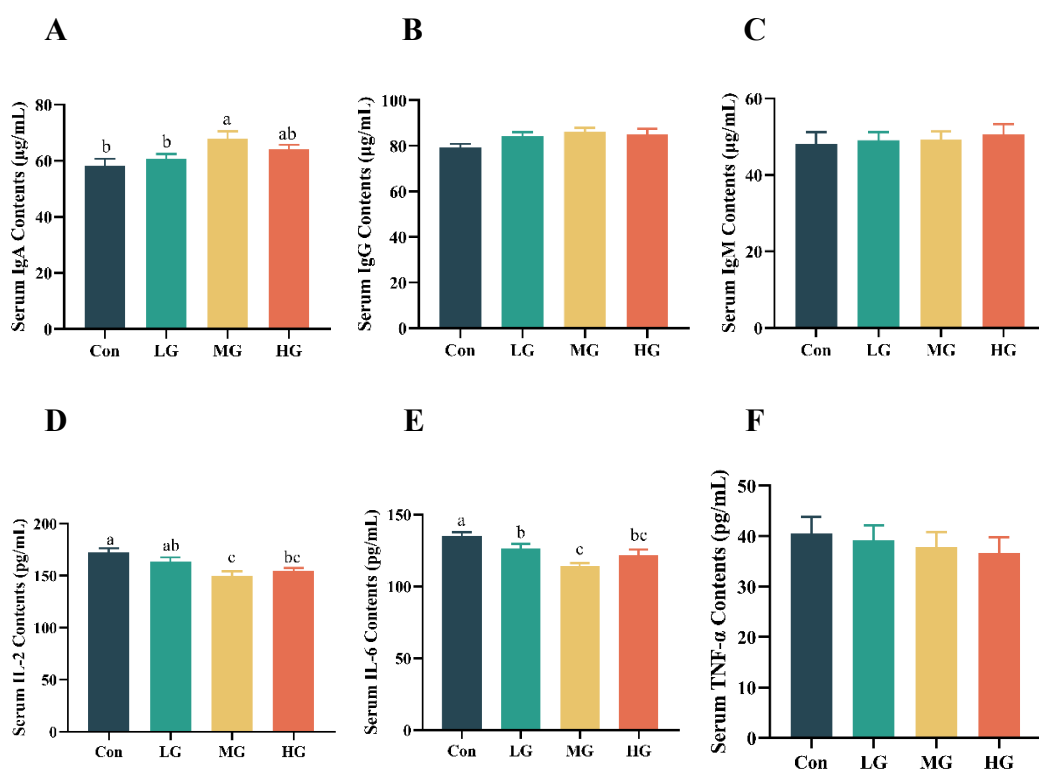 A
B
C
Serum IgA Contents (μg/mL)
80
60
40
20
0
b
b
a
ab
Con LG MG HG
Serum IgG Contents (μg/mL)
100
80
60
40
20
0
Con LG MG HG
Serum IgM Contents (μg/mL)
60
40
20
0
Con LG MG HG
D
E
F
Serum IL-2 Contents (pg/mL)
200
150
100
50
0
a
ab
c
bc
Con LG MG HG
Serum IL-6 Contents (pg/mL)
150
100
50
0
a
b
c
bc
Con LG MG HG
Serum TNF-α Contents (pg/mL)
50
40
30
20
10
0
Con LG MG HG